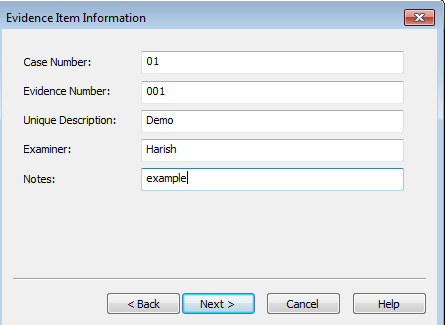 Evidence Item Information
Case Number: 01
Evidence Number: 001
Unique Description: Demo
Examiner: Harish
Notes: example
< Back Next > Cancel Help